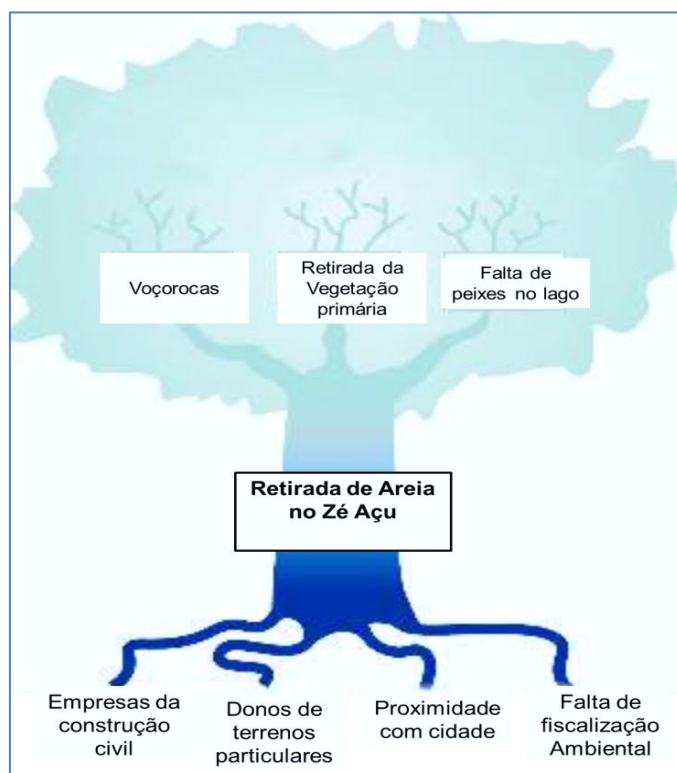 Voçorocas
Retirada da
Vegetação
primária
Falta de
peixes no lago
Retirada de Areia
no Zé Açu
Empresas da
construção
civil
Donos de
terrenos
particulares
Proximidade
com cidade
Falta de
fiscalização
Ambiental